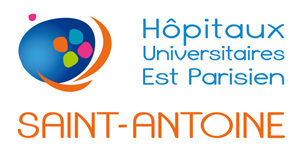 Hôpitaux
Universitaires
Est Parisien
SAINT-ANTOINE